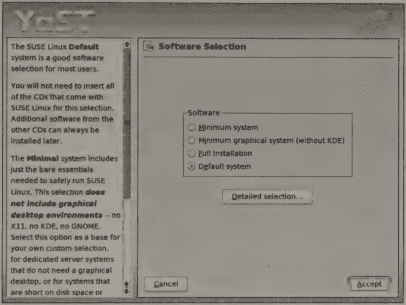 YaST
The SUSE Linux Default
system is a good software
selection for most users.
You will not need to insert all
of the CDs that come with
SUSE Linux for this selection.
Additional software from the
other CDs can always be
installed later.
The Minimal system includes
just the bare essentials
needed to safely run SUSE
Linux. This selection does
not include graphical
desktop environments -- no
X11, no KDE, no GNOME.
Select this option as a base for
your own custom selection,
for dedicated server systems
that do not need a graphical
desktop, or for systems that
are short on disk space or
Software Selection
Software
Minimum system
Minimum graphical system (without KDE)
Full Installation
Default system
Detailed selection...
Cancel
Accept